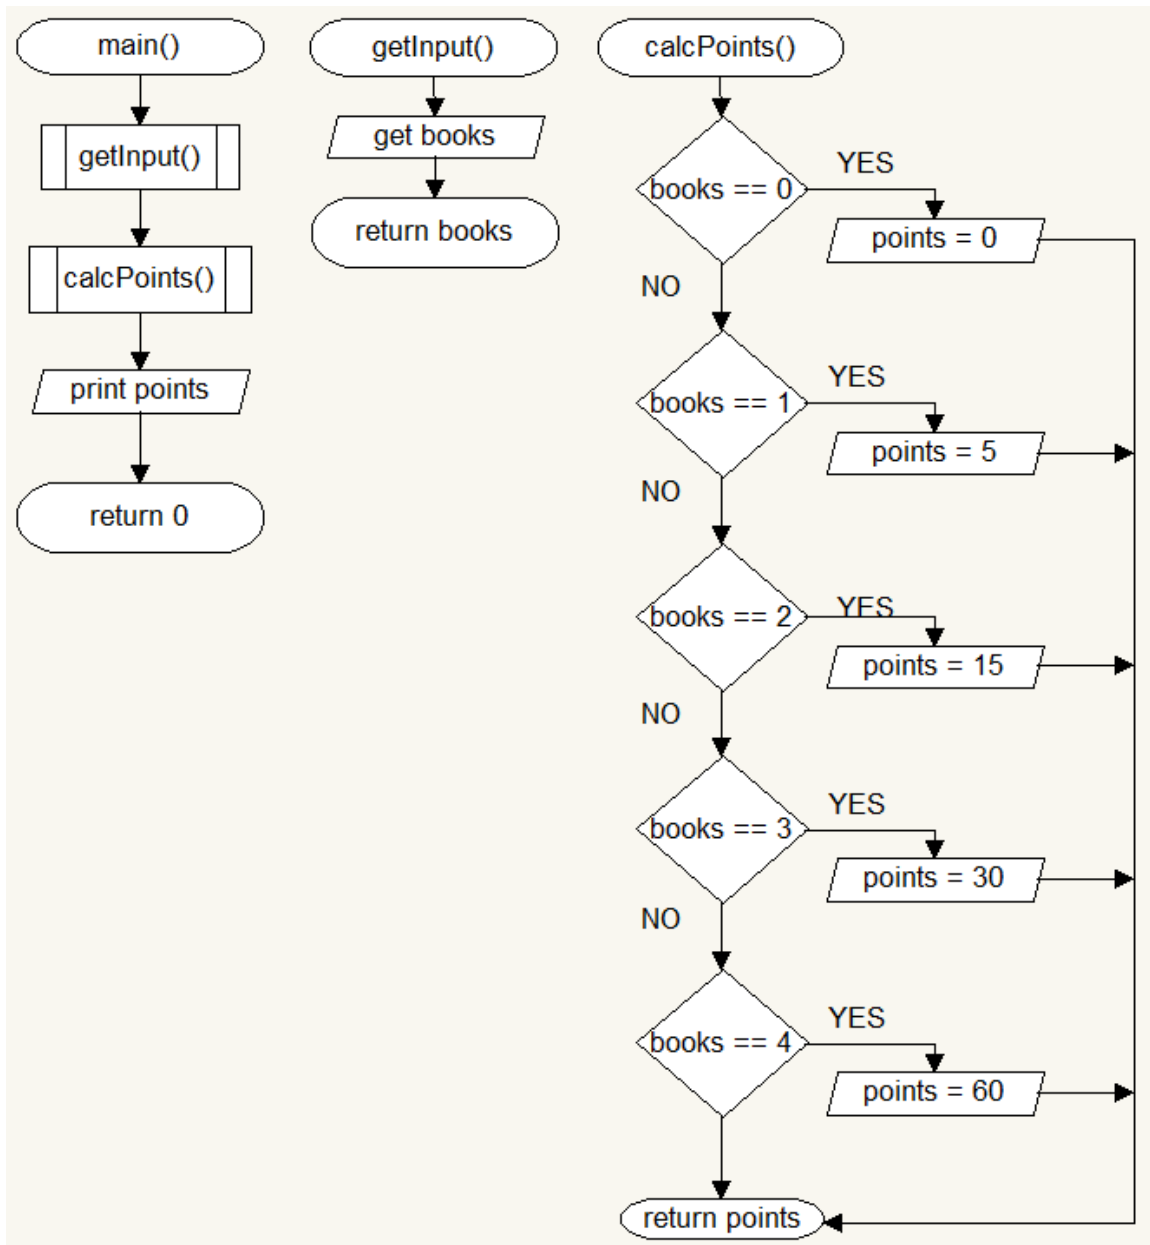 main()
getInput()
calcPoints()
print points
return 0
getInput()
get books
return books
calcPoints()
books == 0
YES
points = 0
NO
books == 1
YES
points = 5
NO
books == 2
YES
points = 15
NO
books == 3
YES
points = 30
NO
books == 4
YES
points = 60
return points